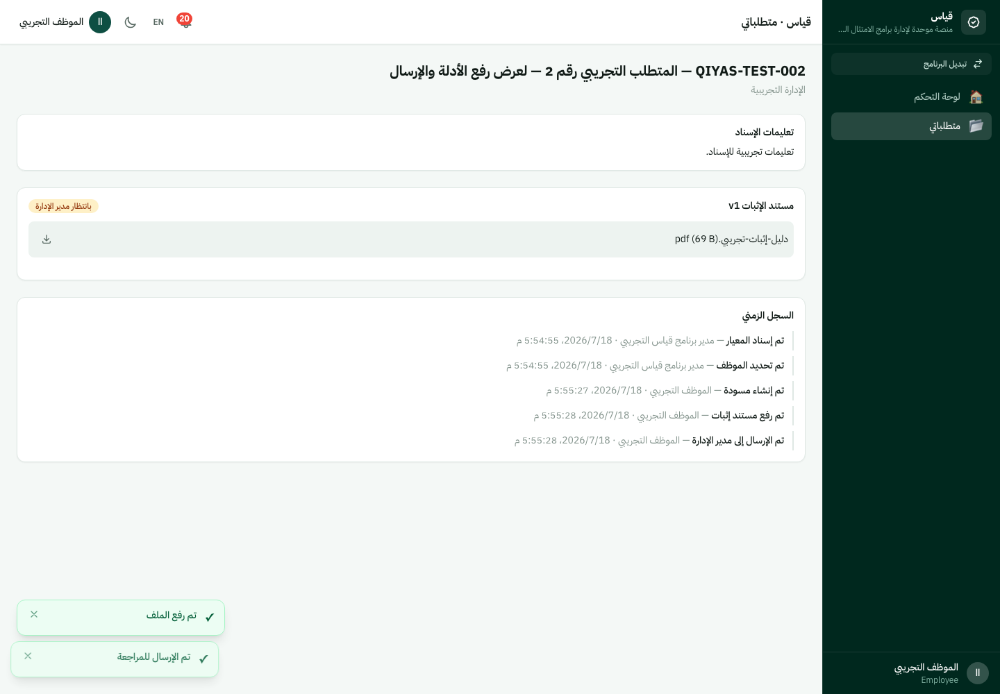 قياس
منصة موحدة لإدارة برامج الامتثال الـ...
تبديل البرنامج
لوحة التحكم
متطلباتي
الموظف التجريبي
Employee
اا
قياس · متطلباتي
20
EN
اا
الموظف التجريبي
QIYAS-TEST-002 — المتطلب التجريبي رقم 2 — لعرض رفع الأدلة والإرسال
الإدارة التجريبية
تعليمات الإسناد
تعليمات تجريبية للإسناد.
مستند الإثبات v1
بانتظار مدير الإدارة
دليل-إثبات-تجريبي.pdf (69 B)
السجل الزمني
تم إسناد المعيار — مدير برنامج قياس التجريبي · 2026/7/18، 5:54:55 م
تم تحديد الموظف — مدير برنامج قياس التجريبي · 2026/7/18، 5:54:55 م
تم إنشاء مسودة — الموظف التجريبي · 2026/7/18، 5:55:27 م
تم رفع مستند إثبات — الموظف التجريبي · 2026/7/18، 5:55:28 م
تم الإرسال إلى مدير الإدارة — الموظف التجريبي · 2026/7/18، 5:55:28 م
تم رفع الملف
تم الإرسال للمراجعة